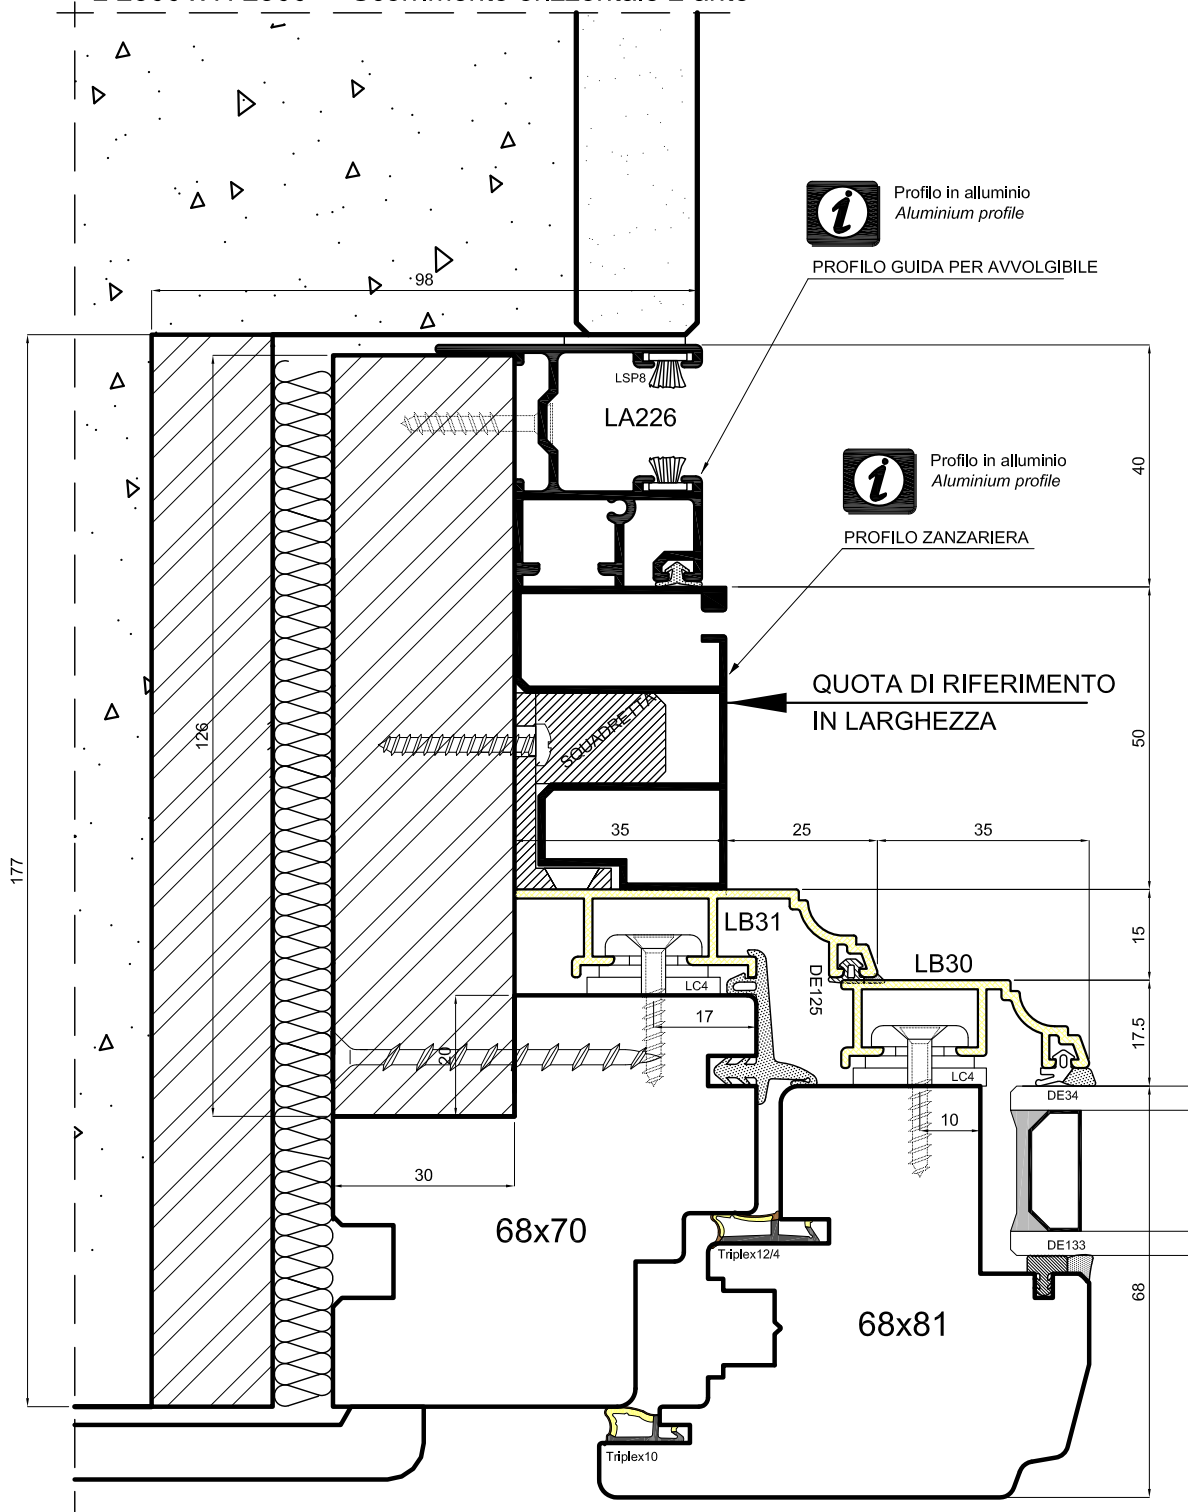 Profilo in alluminio
Aluminium profile
PROFILO GUIDA PER AVVOLGIBILE
98
LSP8
LA226
40
Profilo in alluminio
Aluminium profile
PROFILO ZANZARIERA
QUOTA DI RIFERIMENTO
IN LARGHEZZA
SQUADRETTA
126
50
177
35
25
35
LB31
15
LB30
DE125
LC4
17
17.5
20
LC4
DE34
10
30
68x70
DE133
Triplex12/4
68
68x81
Triplex10